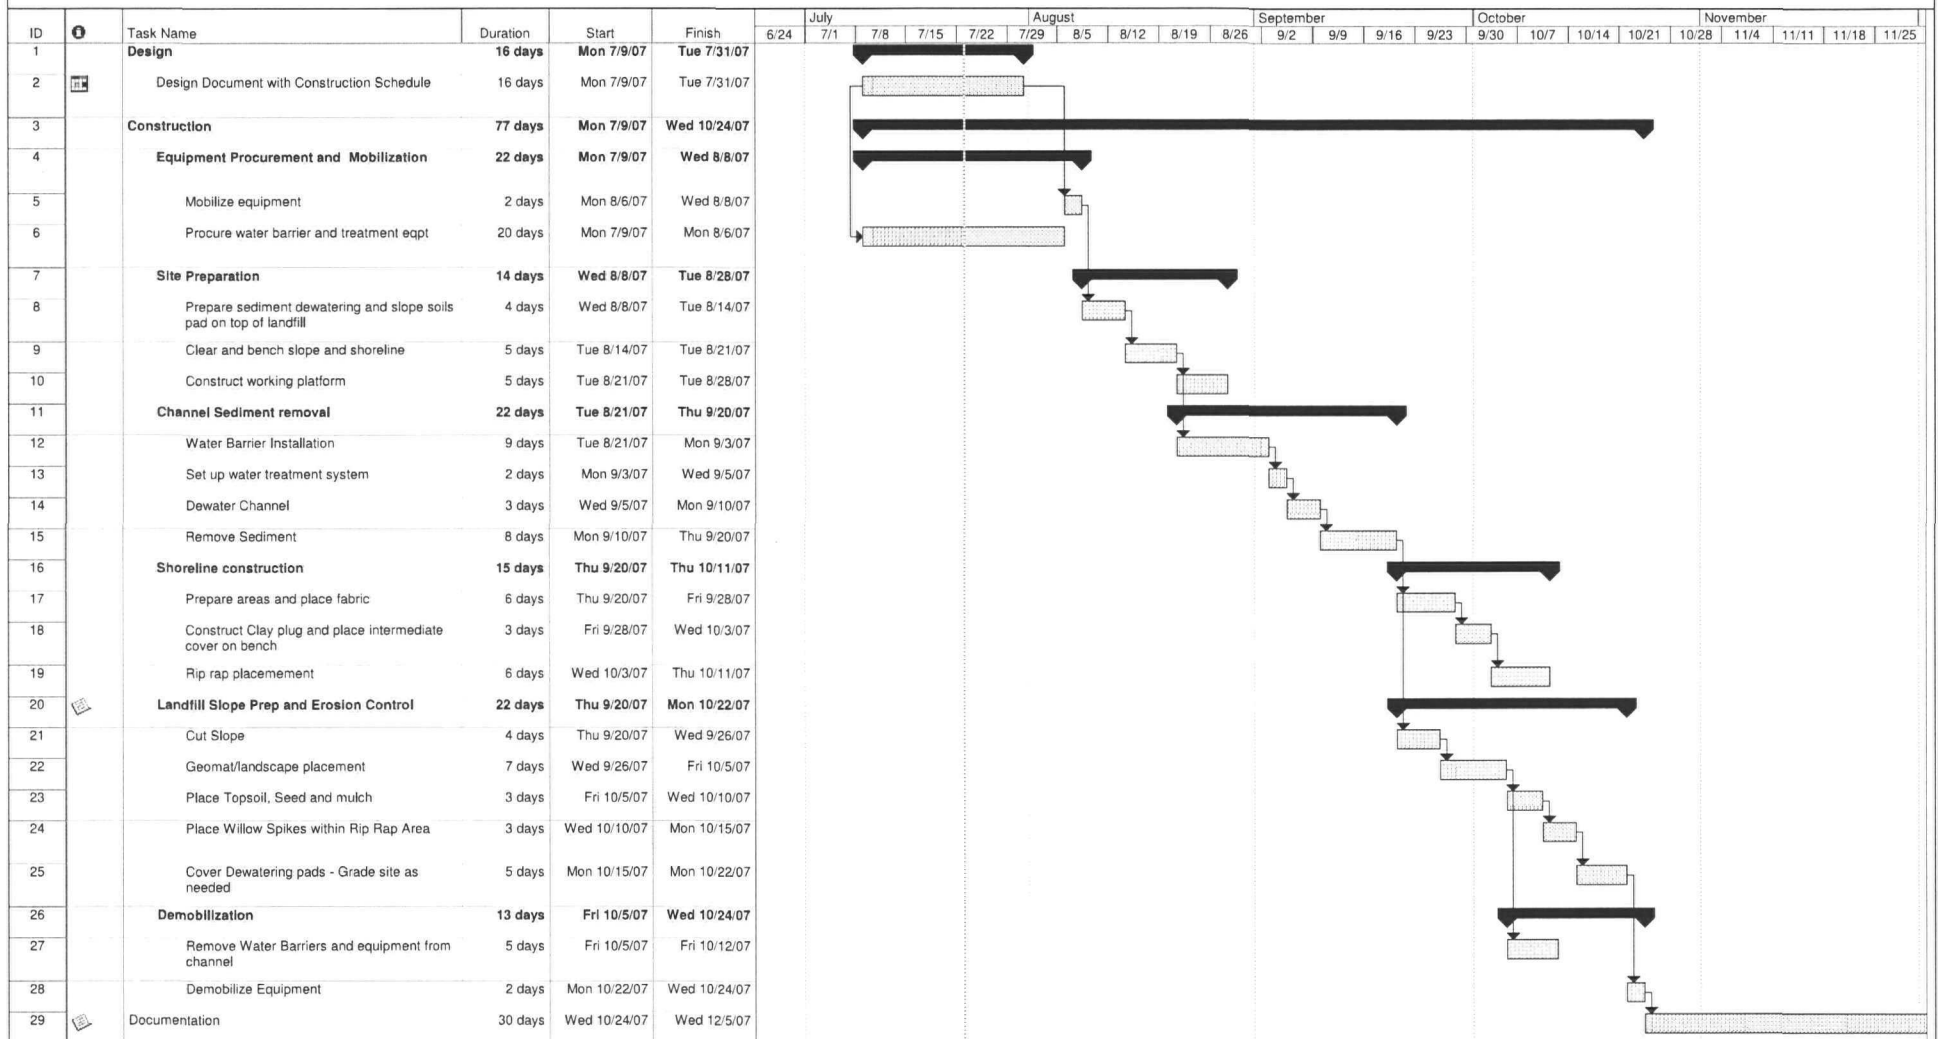 July August September October November
ID Task Name Duration Start Finish 6/24 7/1 7/8 7/15 7/22 7/29 8/5 8/12 8/19 8/26 9/2 9/9 9/16 9/23 9/30 10/7 10/14 10/21 10/28 11/4 11/11 11/18 11/25
1 Design 16 days Mon 7/9/07 Tue 7/31/07
2 Design Document with Construction Schedule 16 days Mon 7/9/07 Tue 7/31/07
3 Construction 77 days Mon 7/9/07 Wed 10/24/07
4 Equipment Procurement and Mobilization 22 days Mon 7/9/07 Wed 8/8/07
5 Mobilize equipment 2 days Mon 8/6/07 Wed 8/8/07
6 Procure water barrier and treatment eqpt 20 days Mon 7/9/07 Mon 8/6/07
7 Site Preparation 14 days Wed 8/8/07 Tue 8/28/07
8 Prepare sediment dewatering and slope soils 4 days Wed 8/8/07 Tue 8/14/07
pad on top of landfill
9 Clear and bench slope and shoreline 5 days Tue 8/14/07 Tue 8/21/07
10 Construct working platform 5 days Tue 8/21/07 Tue 8/28/07
11 Channel Sediment removal 22 days Tue 8/21/07 Thu 9/20/07
12 Water Barrier Installation 9 days Tue 8/21/07 Mon 9/3/07
13 Set up water treatment system 2 days Mon 9/3/07 Wed 9/5/07
14 Dewater Channel 3 days Wed 9/5/07 Mon 9/10/07
15 Remove Sediment 8 days Mon 9/10/07 Thu 9/20/07
16 Shoreline construction 15 days Thu 9/20/07 Thu 10/11/07
17 Prepare areas and place fabric 6 days Thu 9/20/07 Fri 9/28/07
18 Construct Clay plug and place intermediate 3 days Fri 9/28/07 Wed 10/3/07
cover on bench
19 Rip rap placemement 6 days Wed 10/3/07 Thu 10/11/07
20 Landfill Slope Prep and Erosion Control 22 days Thu 9/20/07 Mon 10/22/07
21 Cut Slope 4 days Thu 9/20/07 Wed 9/26/07
22 Geomat/landscape placement 7 days Wed 9/26/07 Fri 10/5/07
23 Place Topsoil, Seed and mulch 3 days Fri 10/5/07 Wed 10/10/07
24 Place Willow Spikes within Rip Rap Area 3 days Wed 10/10/07 Mon 10/15/07
25 Cover Dewatering pads - Grade site as 5 days Mon 10/15/07 Mon 10/22/07
needed
26 Demobilization 13 days Fri 10/5/07 Wed 10/24/07
27 Remove Water Barriers and equipment from 5 days Fri 10/5/07 Fri 10/12/07
channel
28 Demobilize Equipment 2 days Mon 10/22/07 Wed 10/24/07
29 Documentation 30 days Wed 10/24/07 Wed 12/5/07